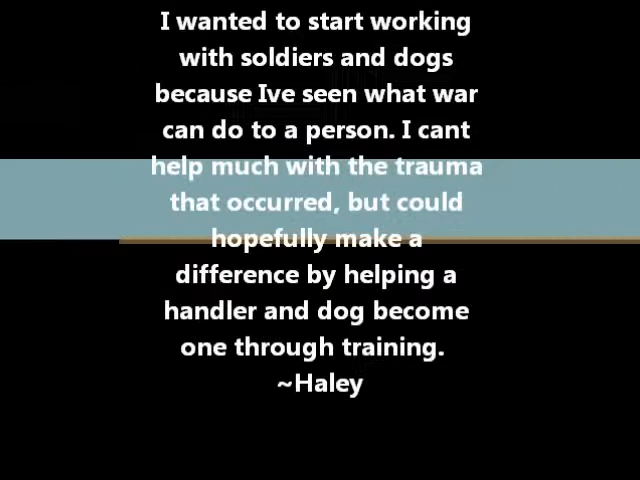 I wanted to start working
with soldiers and dogs
because Ive seen what war
can do to a person. I cant
help much with the trauma
that occurred, but could
hopefully make a
difference by helping a
handler and dog become
one through training.
~Haley